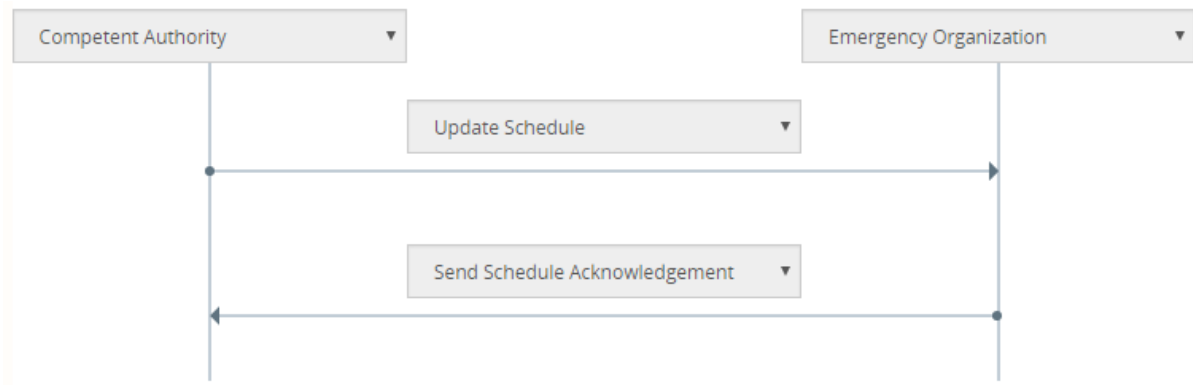 Competent Authority
Emergency Organization
Update Schedule
Send Schedule Acknowledgement